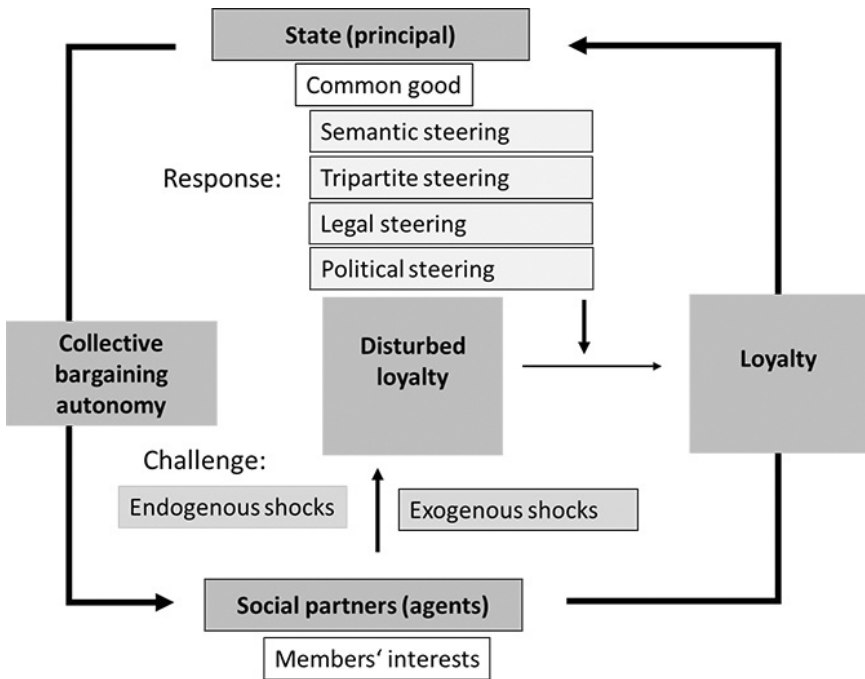 State (principal)
Common good
Semantic steering
Response:
Tripartite steering
Legal steering
Political steering
Collective
bargaining
autonomy
Disturbed
loyalty
Loyalty
Challenge:
Endogenous shocks
Exogenous shocks
Social partners (agents)
Members‘ interests